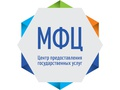 МФЦ
Центр предоставления
государственных услуг